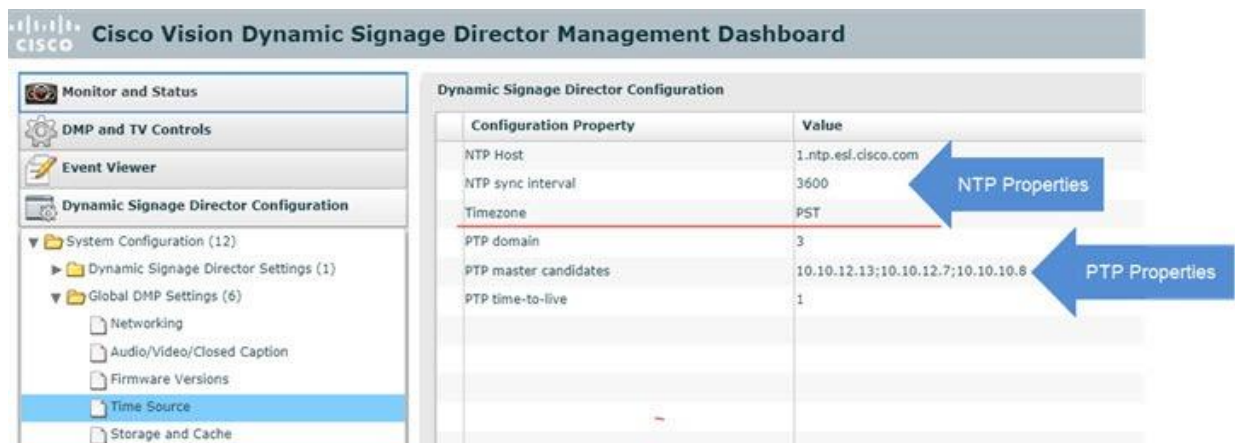 CISCO Cisco Vision Dynamic Signage Director Management Dashboard
Monitor and Status
DMP and TV Controls
Event Viewer
Dynamic Signage Director Configuration
System Configuration (12)
Dynamic Signage Director Settings (1)
Global DMP Settings (6)
Networking
Audio/Video/Closed Caption
Firmware Versions
Time Source
Storage and Cache
Dynamic Signage Director Configuration
Configuration Property Value
NTP Host 1.ntp.esl.cisco.com
NTP sync interval 3600
Timezone PST
PTP domain 3
PTP master candidates 10.10.12.13;10.10.12.7;10.10.10.8
PTP time-to-live 1
NTP Properties
PTP Properties